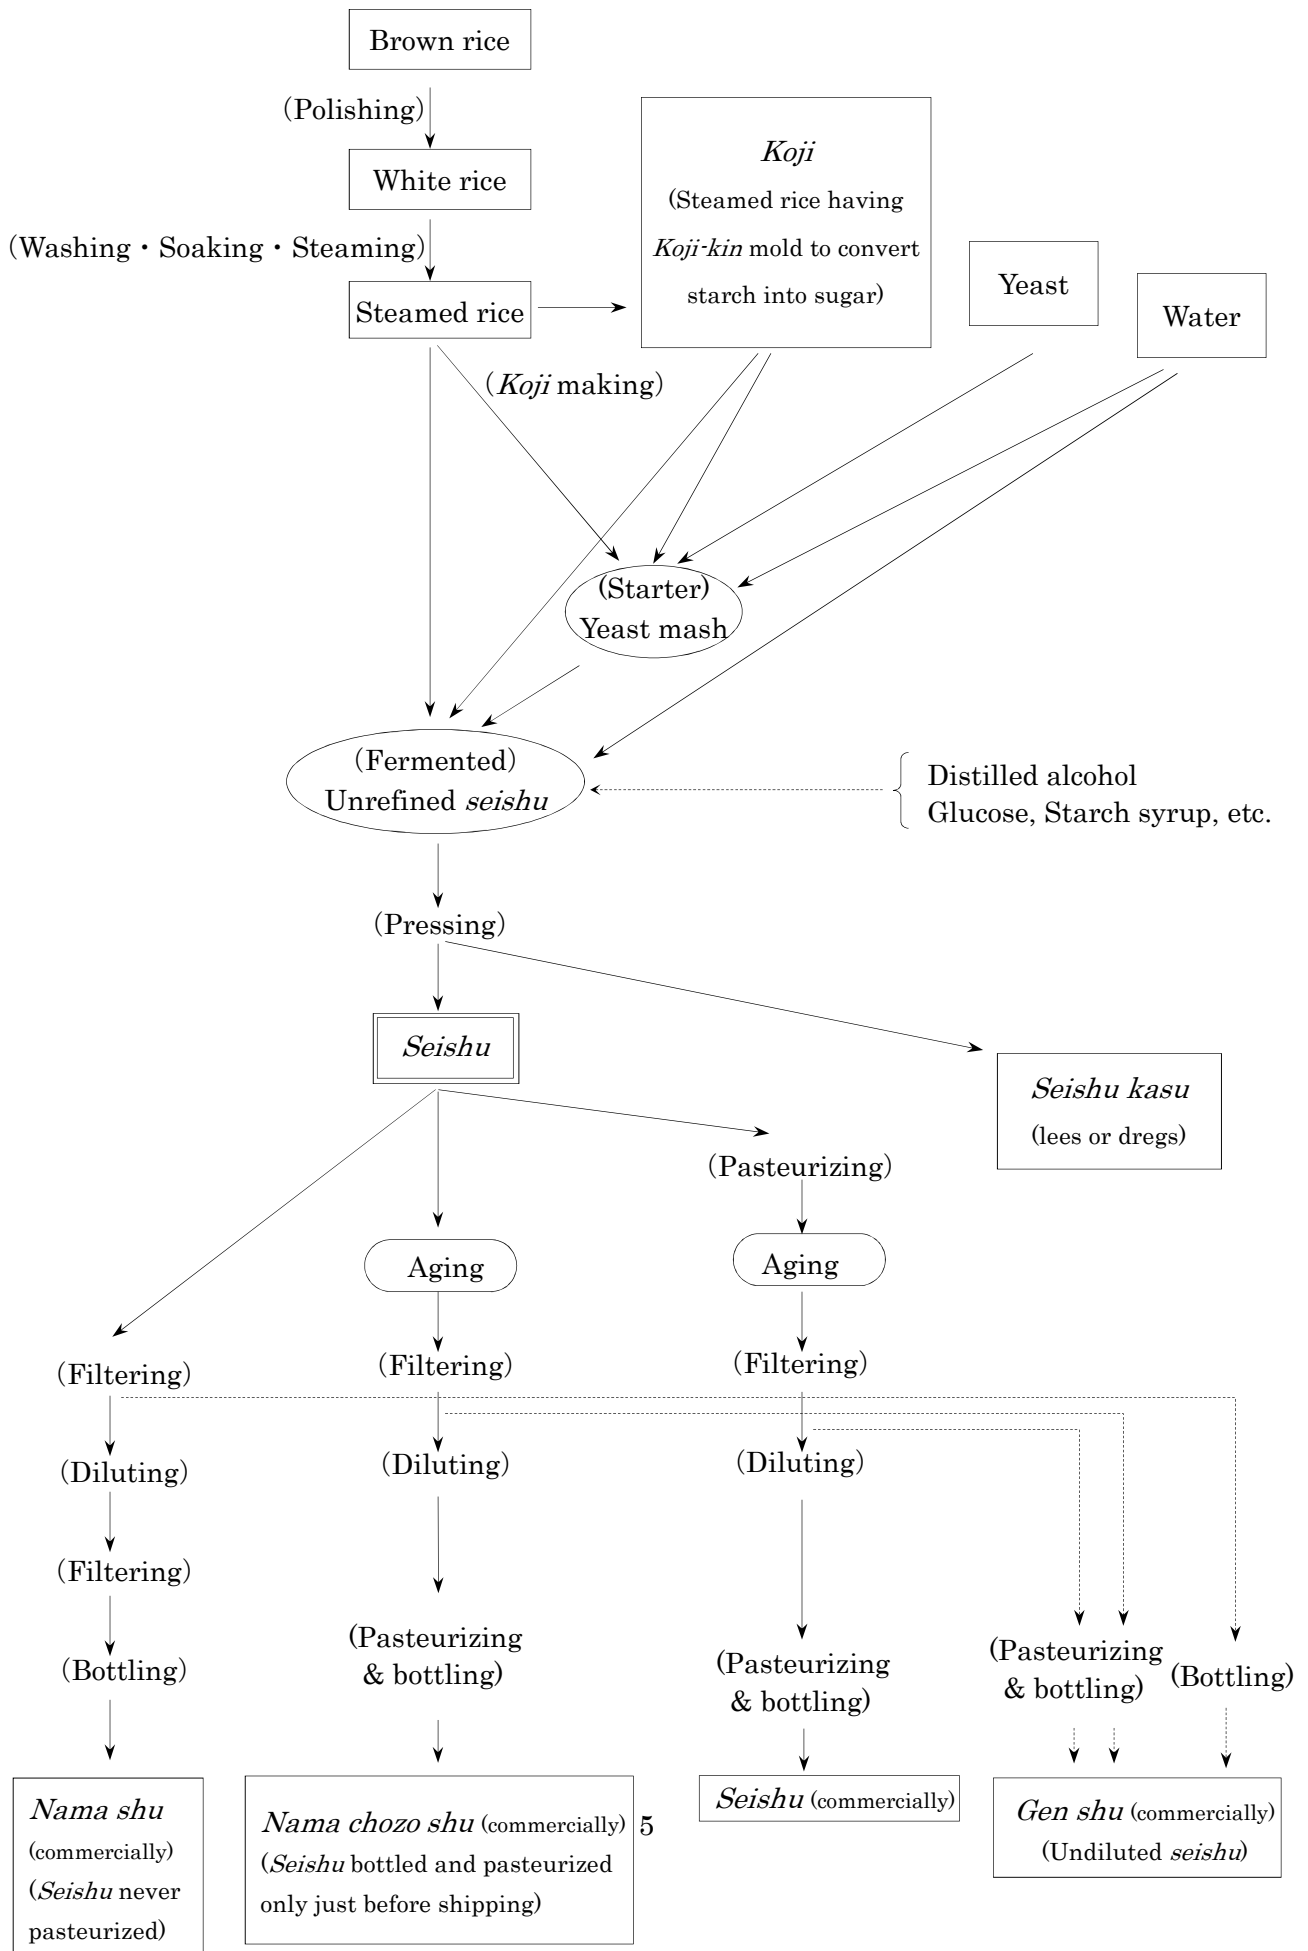 Brown rice
(Polishing)
White rice
(Washing・Soaking・Steaming)
Steamed rice
Koji
(Steamed rice having
Koji-kin mold to convert
starch into sugar)
Yeast
Water
(Koji making)
(Starter)
Yeast mash
(Fermented)
Unrefined seishu
Distilled alcohol
Glucose, Starch syrup, etc.
(Pressing)
Seishu
Seishu kasu
(lees or dregs)
(Pasteurizing)
Aging
Aging
(Filtering)
(Filtering)
(Filtering)
(Diluting)
(Diluting)
(Diluting)
(Filtering)
(Bottling)
(Pasteurizing
& bottling)
(Pasteurizing
& bottling)
(Pasteurizing
& bottling)
(Bottling)
Nama shu
(commercially)
(Seishu never
pasteurized)
Nama chozo shu (commercially)
(Seishu bottled and pasteurized
only just before shipping)
5
Seishu (commercially)
Gen shu (commercially)
(Undiluted seishu)